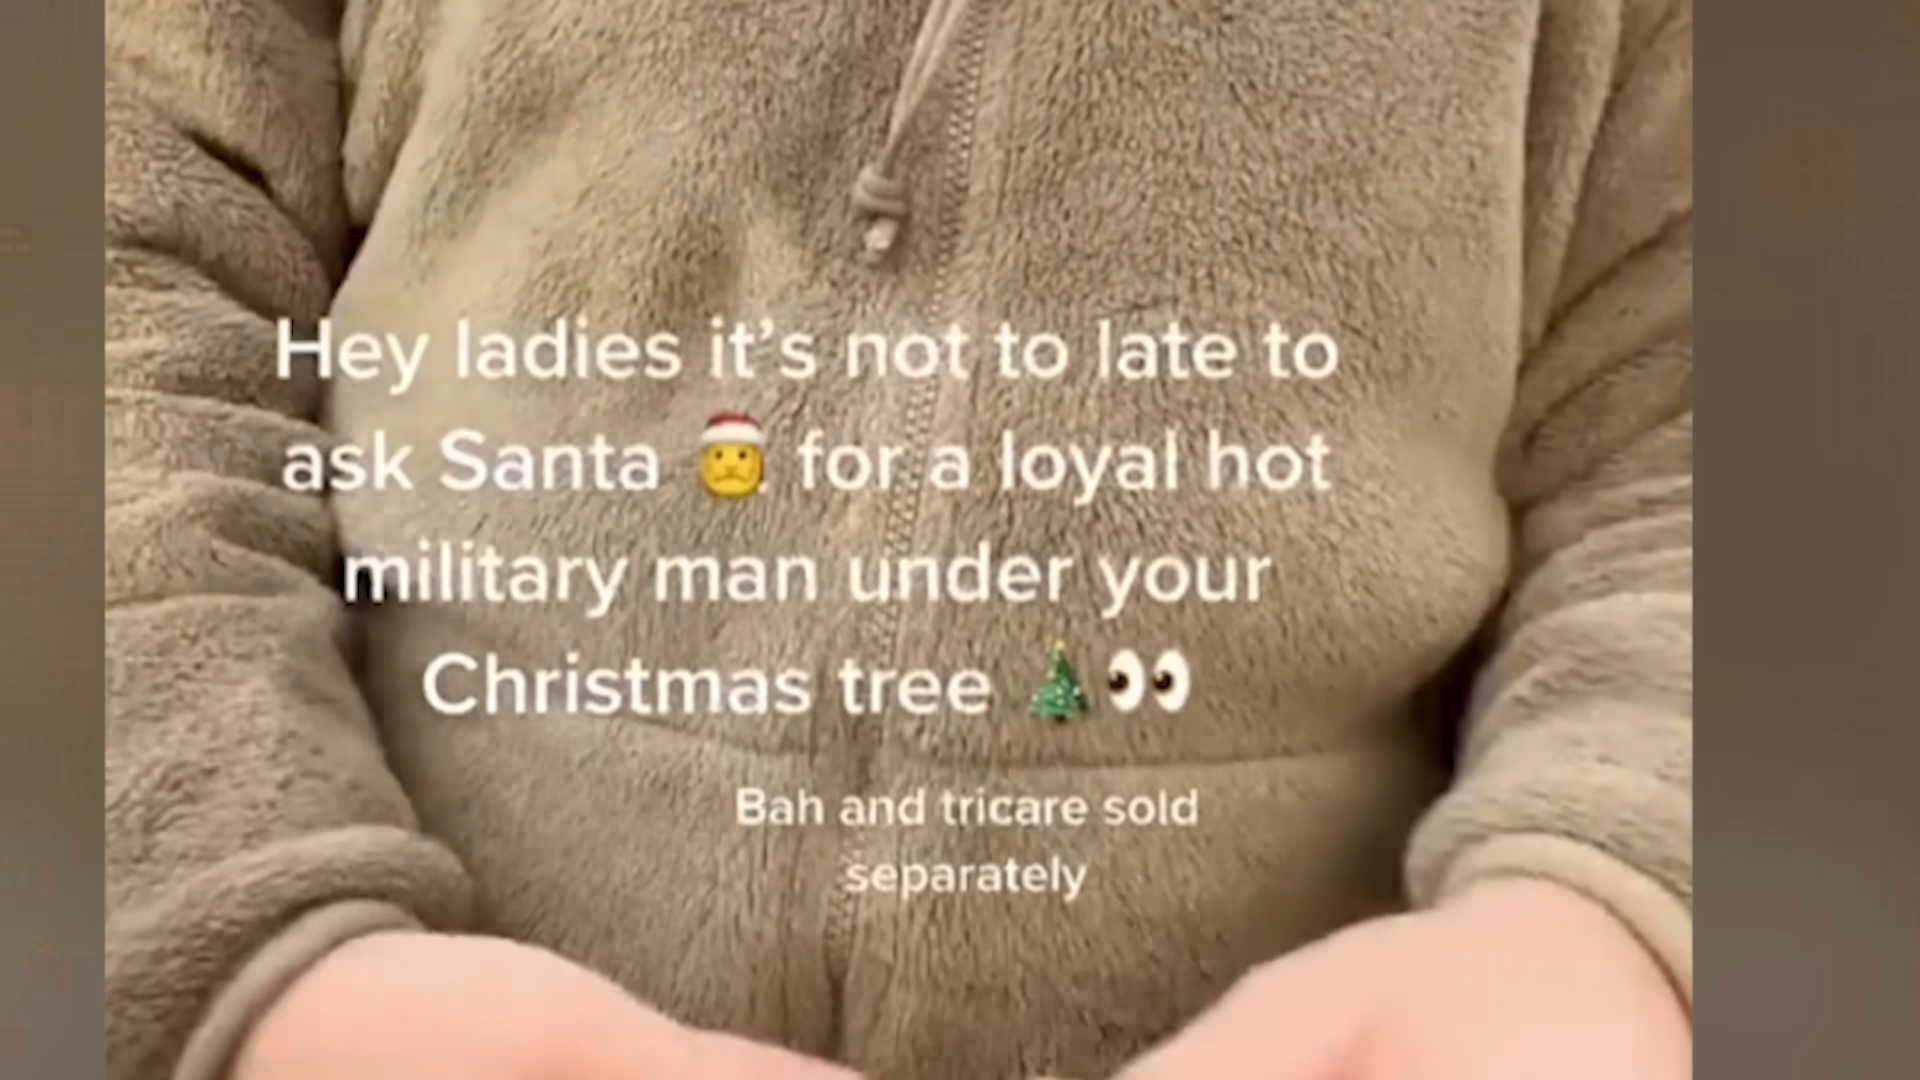 Hey ladies it's not to late to
ask Santa 🎅 for a loyal hot
military man under your
Christmas tree 🎄👀
Bah and tricare sold
separately